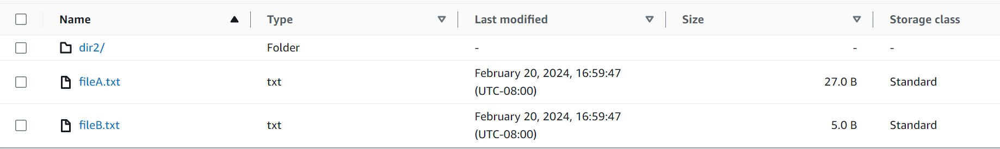 Name Type Last modified Size Storage class
dir2/ Folder - - -
fileA.txt txt February 20, 2024, 16:59:47 (UTC-08:00) 27.0 B Standard
fileB.txt txt February 20, 2024, 16:59:47 (UTC-08:00) 5.0 B Standard